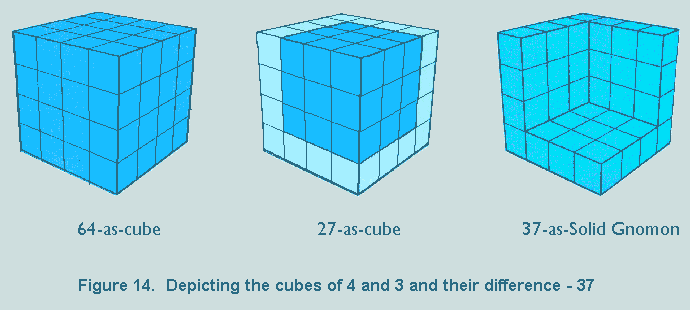 64-as-cube
27-as-cube
37-as-Solid Gnomon
Figure 14. Depicting the cubes of 4 and 3 and their difference - 37